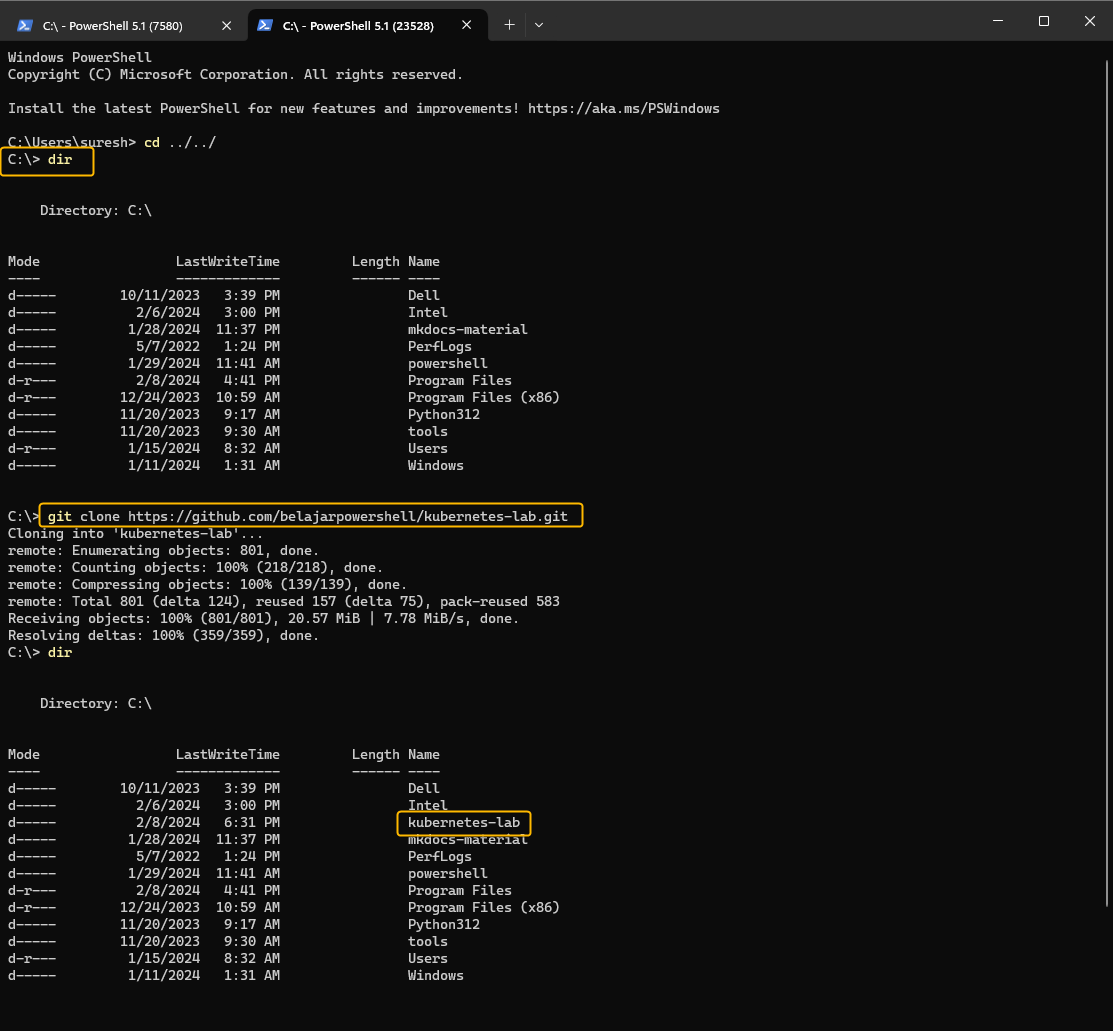 C:\ - PowerShell 5.1 (7580)
C:\ - PowerShell 5.1 (23528)
Windows PowerShell
Copyright (C) Microsoft Corporation. All rights reserved.
Install the latest PowerShell for new features and improvements! https://aka.ms/PSWindows
C:\Users\suresh> cd ../../
C:\> dir
    Directory: C:\
Mode                 LastWriteTime         Length Name
----                 -------------         ------ ----
d-----        10/11/2023   3:39 PM                Dell
d-----          2/6/2024   3:00 PM                Intel
d-----         1/28/2024  11:37 PM                mkdocs-material
d-----          5/7/2022   1:24 PM                PerfLogs
d-----         1/29/2024  11:41 AM                powershell
d-r---          2/8/2024   4:41 PM                Program Files
d-r---        12/24/2023  10:59 AM                Program Files (x86)
d-----        11/20/2023   9:17 AM                Python312
d-----        11/20/2023   9:30 AM                tools
d-r---         1/15/2024   8:32 AM                Users
d-----         1/11/2024   1:31 AM                Windows
C:\> git clone https://github.com/belajarpowershell/kubernetes-lab.git
Cloning into 'kubernetes-lab'...
remote: Enumerating objects: 801, done.
remote: Counting objects: 100% (218/218), done.
remote: Compressing objects: 100% (139/139), done.
remote: Total 801 (delta 124), reused 157 (delta 75), pack-reused 583
Receiving objects: 100% (801/801), 20.57 MiB | 7.78 MiB/s, done.
Resolving deltas: 100% (359/359), done.
C:\> dir
    Directory: C:\
Mode                 LastWriteTime         Length Name
----                 -------------         ------ ----
d-----        10/11/2023   3:39 PM                Dell
d-----          2/6/2024   3:00 PM                Intel
d-----          2/8/2024   6:31 PM                kubernetes-lab
d-----         1/28/2024  11:37 PM                mkdocs-material
d-----          5/7/2022   1:24 PM                PerfLogs
d-----         1/29/2024  11:41 AM                powershell
d-r---          2/8/2024   4:41 PM                Program Files
d-r---        12/24/2023  10:59 AM                Program Files (x86)
d-----        11/20/2023   9:17 AM                Python312
d-----        11/20/2023   9:30 AM                tools
d-r---         1/15/2024   8:32 AM                Users
d-----         1/11/2024   1:31 AM                Windows